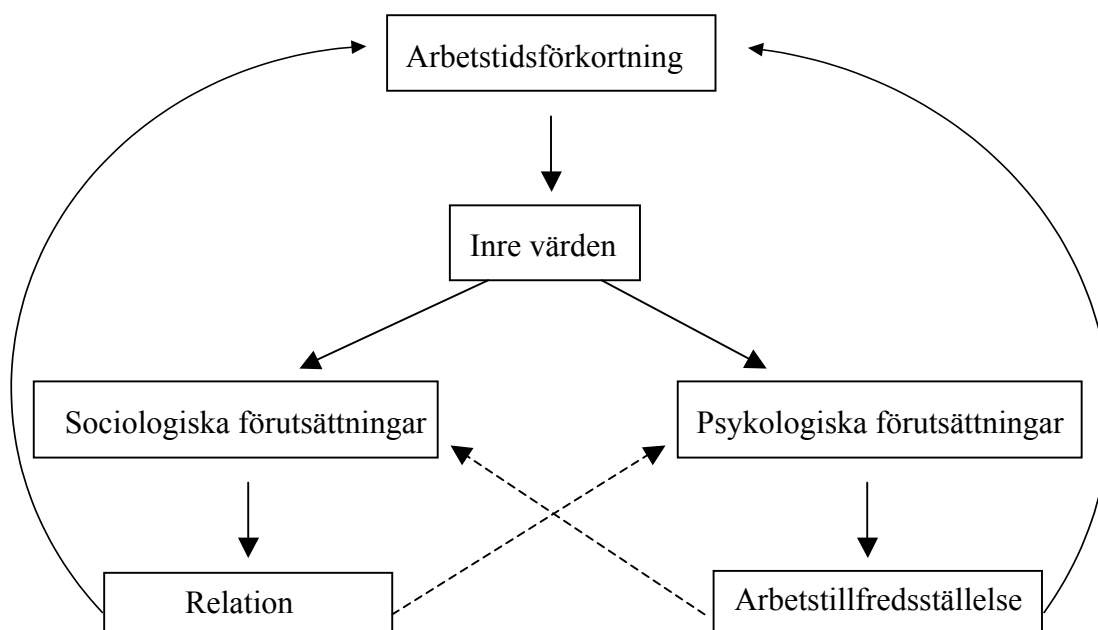 Arbetstidsförkortning
Inre värden
Sociologiska förutsättningar
Psykologiska förutsättningar
Relation
Arbetstillfredsställelse